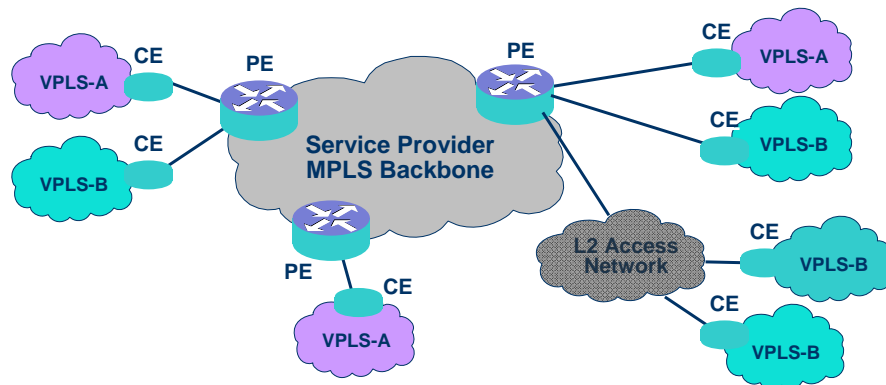 PE
CE
VPLS-A
CE
VPLS-B
Service Provider
MPLS Backbone
PE
CE
VPLS-A
PE
CE
VPLS-A
CE
VPLS-B
L2 Access
Network
CE
VPLS-B
CE
VPLS-B